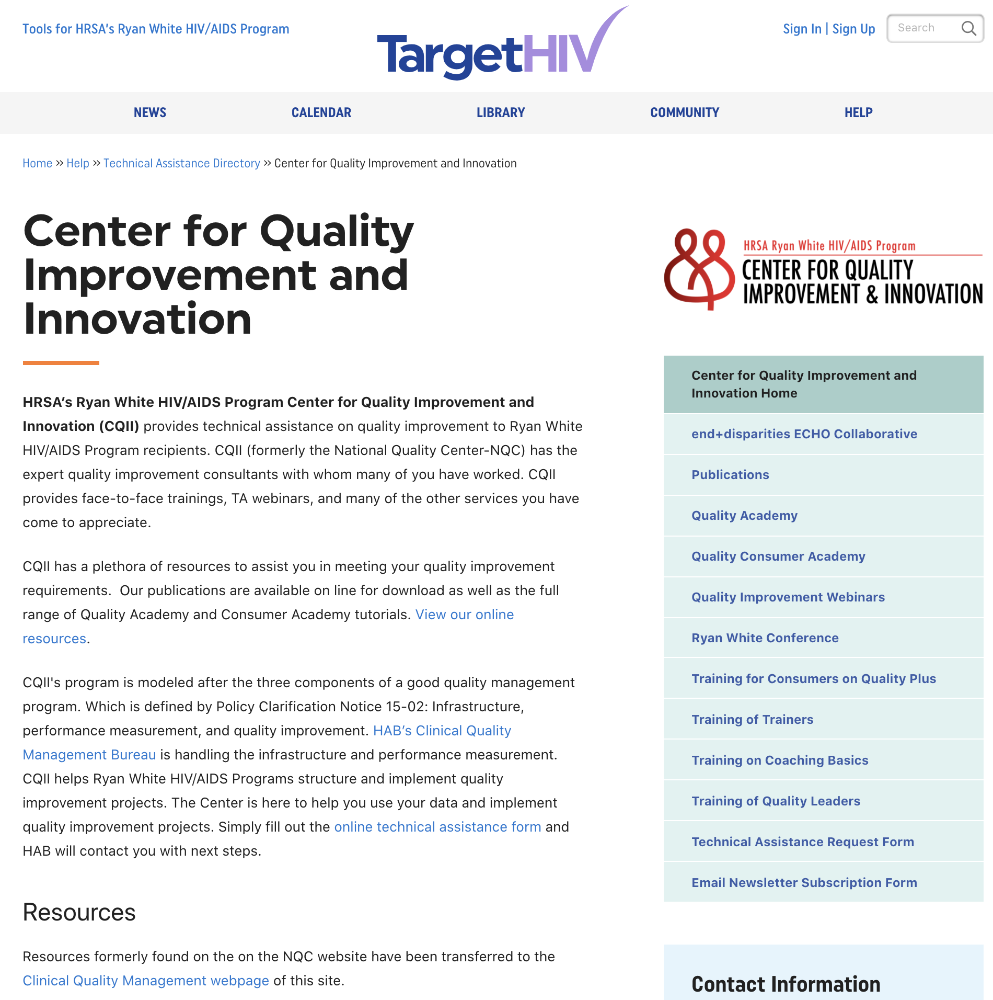 Tools for HRSA's Ryan White HIV/AIDS Program
TargetHIV
Sign In | Sign Up
Search
NEWS
CALENDAR
LIBRARY
COMMUNITY
HELP
Home » Help » Technical Assistance Directory » Center for Quality Improvement and Innovation
Center for Quality
Improvement and
Innovation
HRSA’s Ryan White HIV/AIDS Program Center for Quality Improvement and
Innovation (CQII) provides technical assistance on quality improvement to Ryan White
HIV/AIDS Program recipients. CQII (formerly the National Quality Center-NQC) has the
expert quality improvement consultants with whom many of you have worked. CQII
provides face-to-face trainings, TA webinars, and many of the other services you have
come to appreciate.
CQII has a plethora of resources to assist you in meeting your quality improvement
requirements.  Our publications are available on line for download as well as the full
range of Quality Academy and Consumer Academy tutorials. View our online
resources.
CQII's program is modeled after the three components of a good quality management
program. Which is defined by Policy Clarification Notice 15-02: Infrastructure,
performance measurement, and quality improvement. HAB’s Clinical Quality
Management Bureau is handling the infrastructure and performance measurement.
CQII helps Ryan White HIV/AIDS Programs structure and implement quality
improvement projects. The Center is here to help you use your data and implement
quality improvement projects. Simply fill out the online technical assistance form and
HAB will contact you with next steps.
Resources
Resources formerly found on the on the NQC website have been transferred to the
Clinical Quality Management webpage of this site.
HRSA Ryan White HIV/AIDS Program
CENTER FOR QUALITY
IMPROVEMENT & INNOVATION
Center for Quality Improvement and
Innovation Home
end+disparities ECHO Collaborative
Publications
Quality Academy
Quality Consumer Academy
Quality Improvement Webinars
Ryan White Conference
Training for Consumers on Quality Plus
Training of Trainers
Training on Coaching Basics
Training of Quality Leaders
Technical Assistance Request Form
Email Newsletter Subscription Form
Contact Information